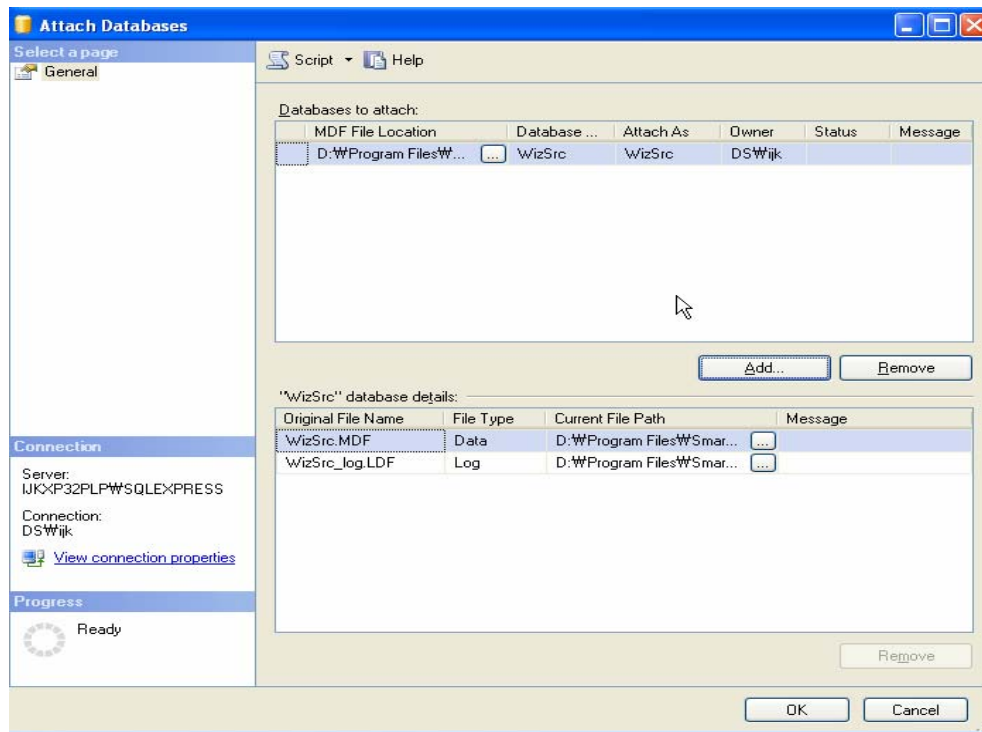 Attach Databases
Select a page
General
Script
Help
Databases to attach:
MDF File Location Database ... Attach As Owner Status Message
D:₩Program Files₩... ... WizSrc WizSrc DS₩ijk
Add...
Remove
"WizSrc" database details:
Original File Name File Type Current File Path Message
WizSrc.MDF Data D:₩Program Files₩Smar... ...
WizSrc_log.LDF Log D:₩Program Files₩Smar... ...
Remove
Connection
Server:
IJKXP32PLP₩SQLEXPRESS
Connection:
DS₩ijk
View connection properties
Progress
Ready
OK
Cancel